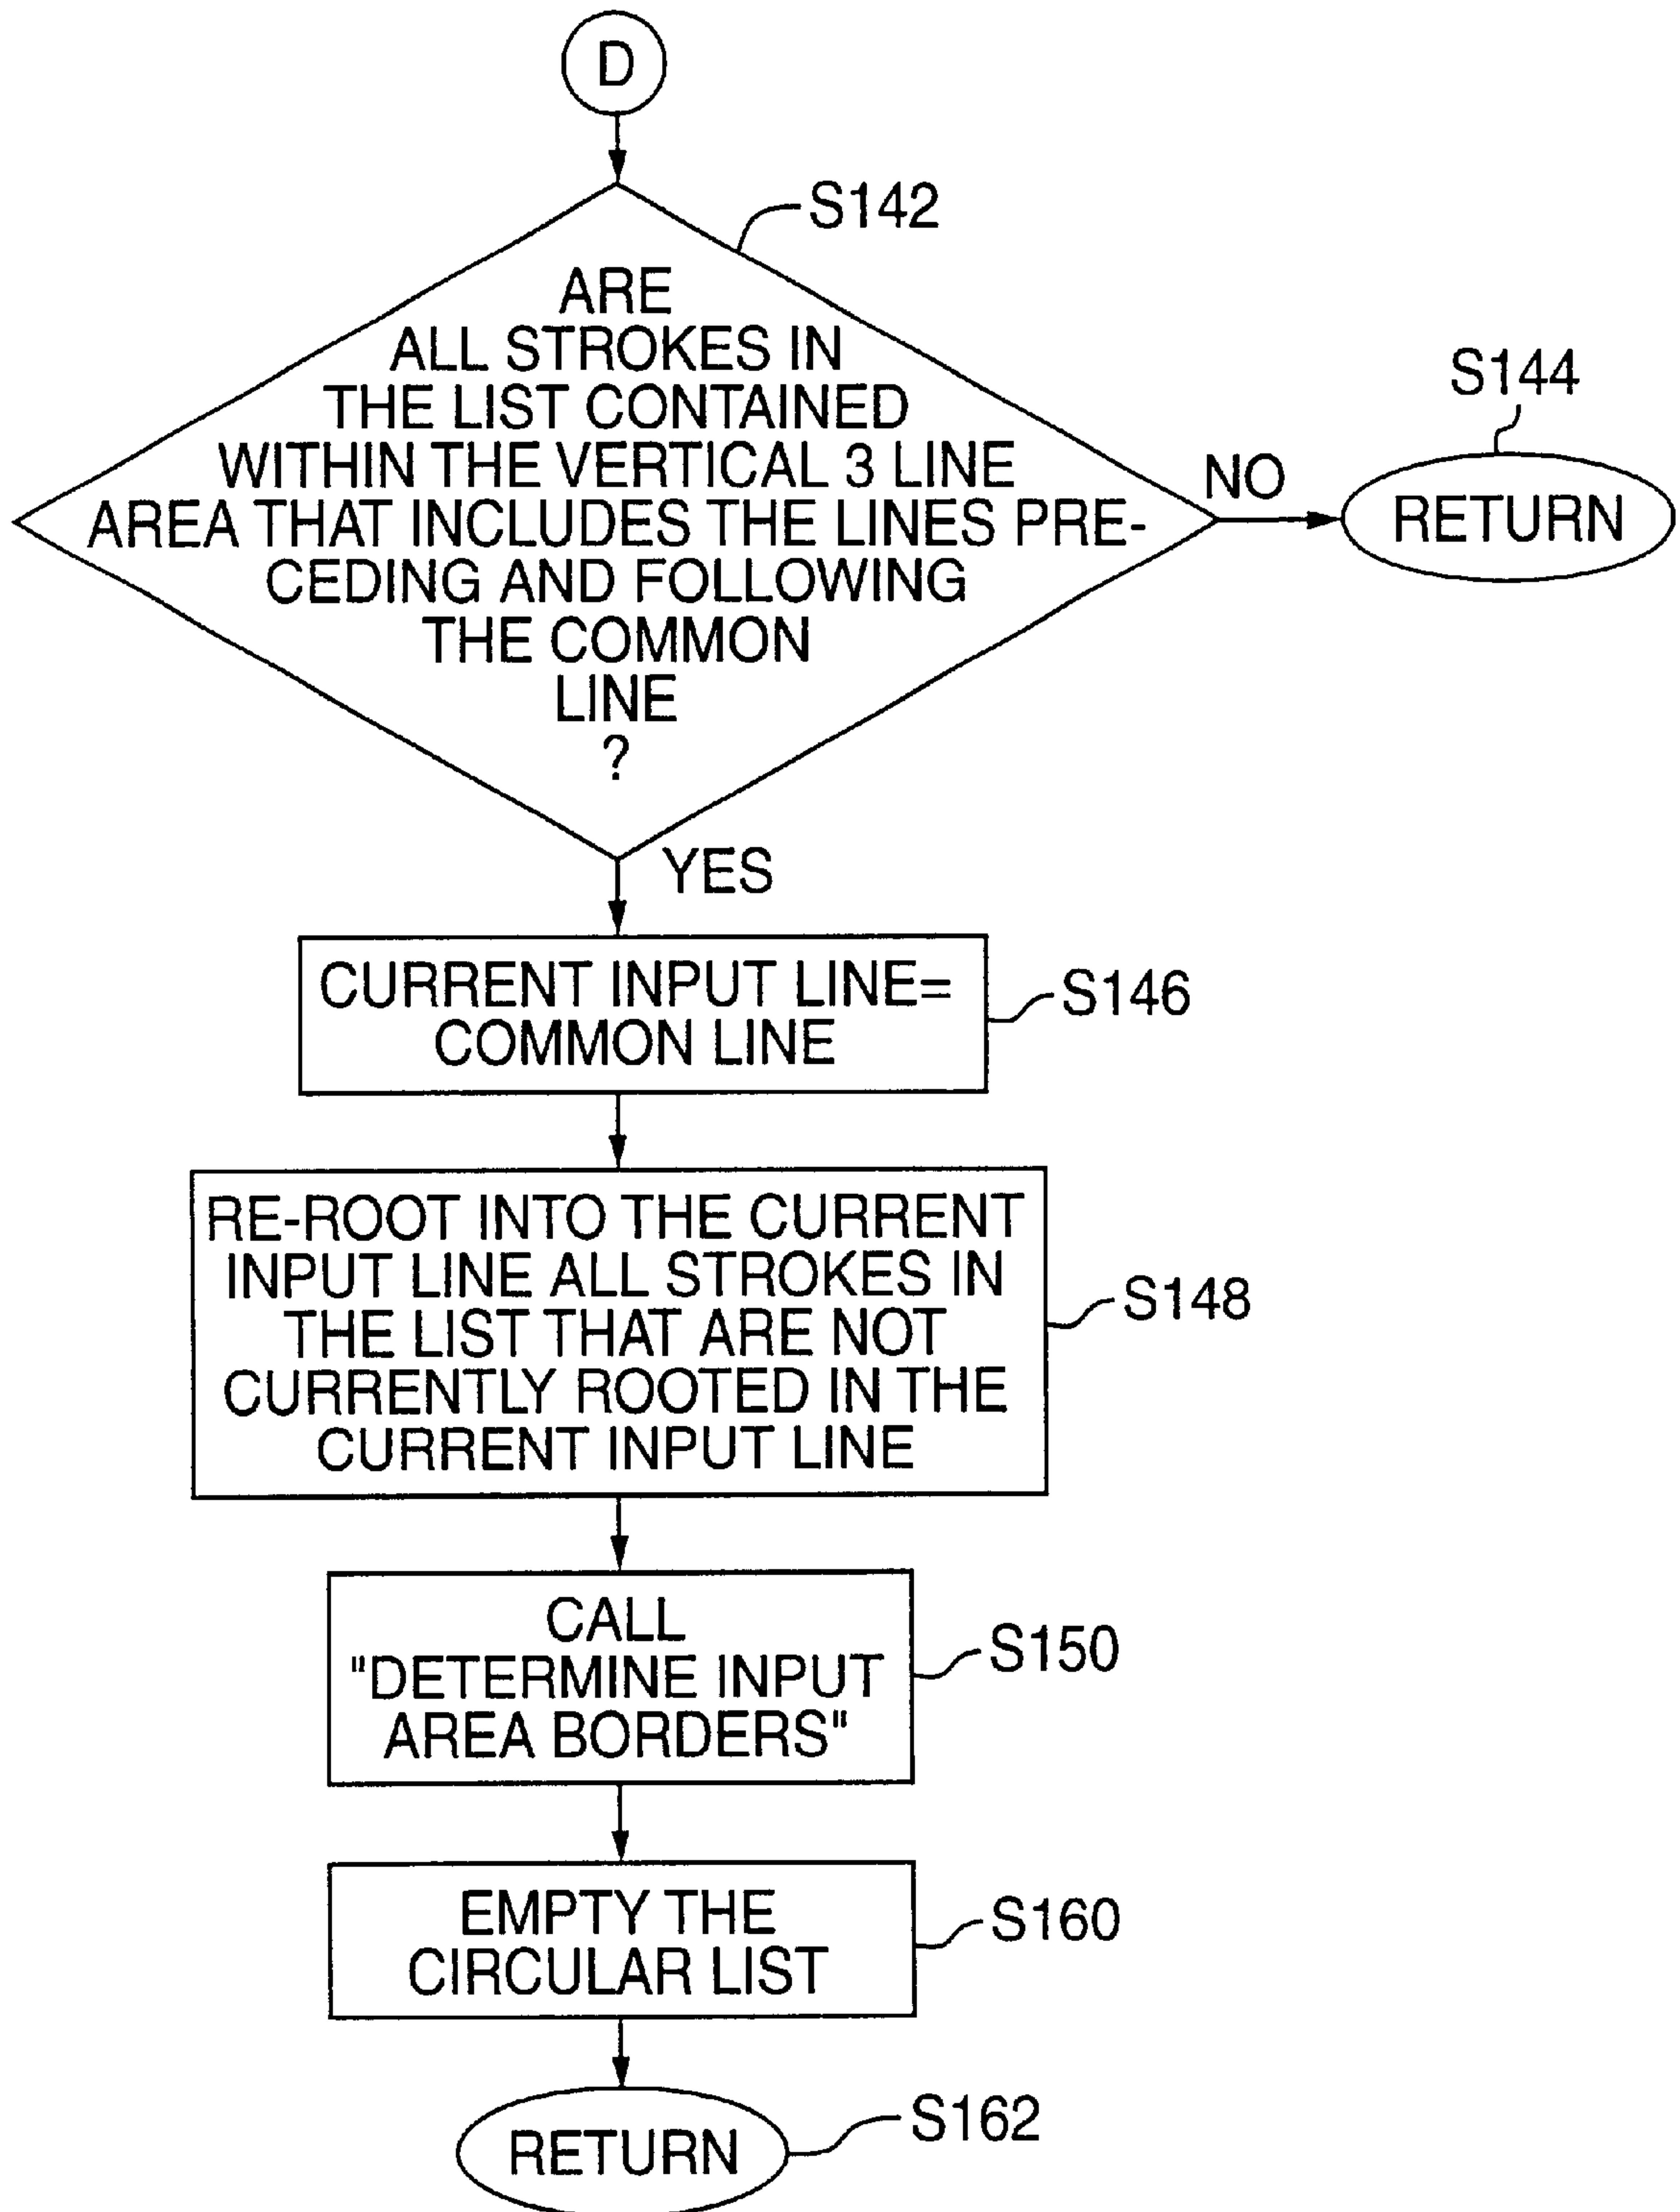 D
S142
ARE
ALL STROKES IN
THE LIST CONTAINED
WITHIN THE VERTICAL 3 LINE
AREA THAT INCLUDES THE LINES PRE-
CEDING AND FOLLOWING
THE COMMON
LINE
?
NO
S144
RETURN
YES
CURRENT INPUT LINE=
COMMON LINE
S146
RE-ROOT INTO THE CURRENT
INPUT LINE ALL STROKES IN
THE LIST THAT ARE NOT
CURRENTLY ROOTED IN THE
CURRENT INPUT LINE
S148
CALL
"DETERMINE INPUT
AREA BORDERS"
S150
EMPTY THE
CIRCULAR LIST
S160
RETURN
S162